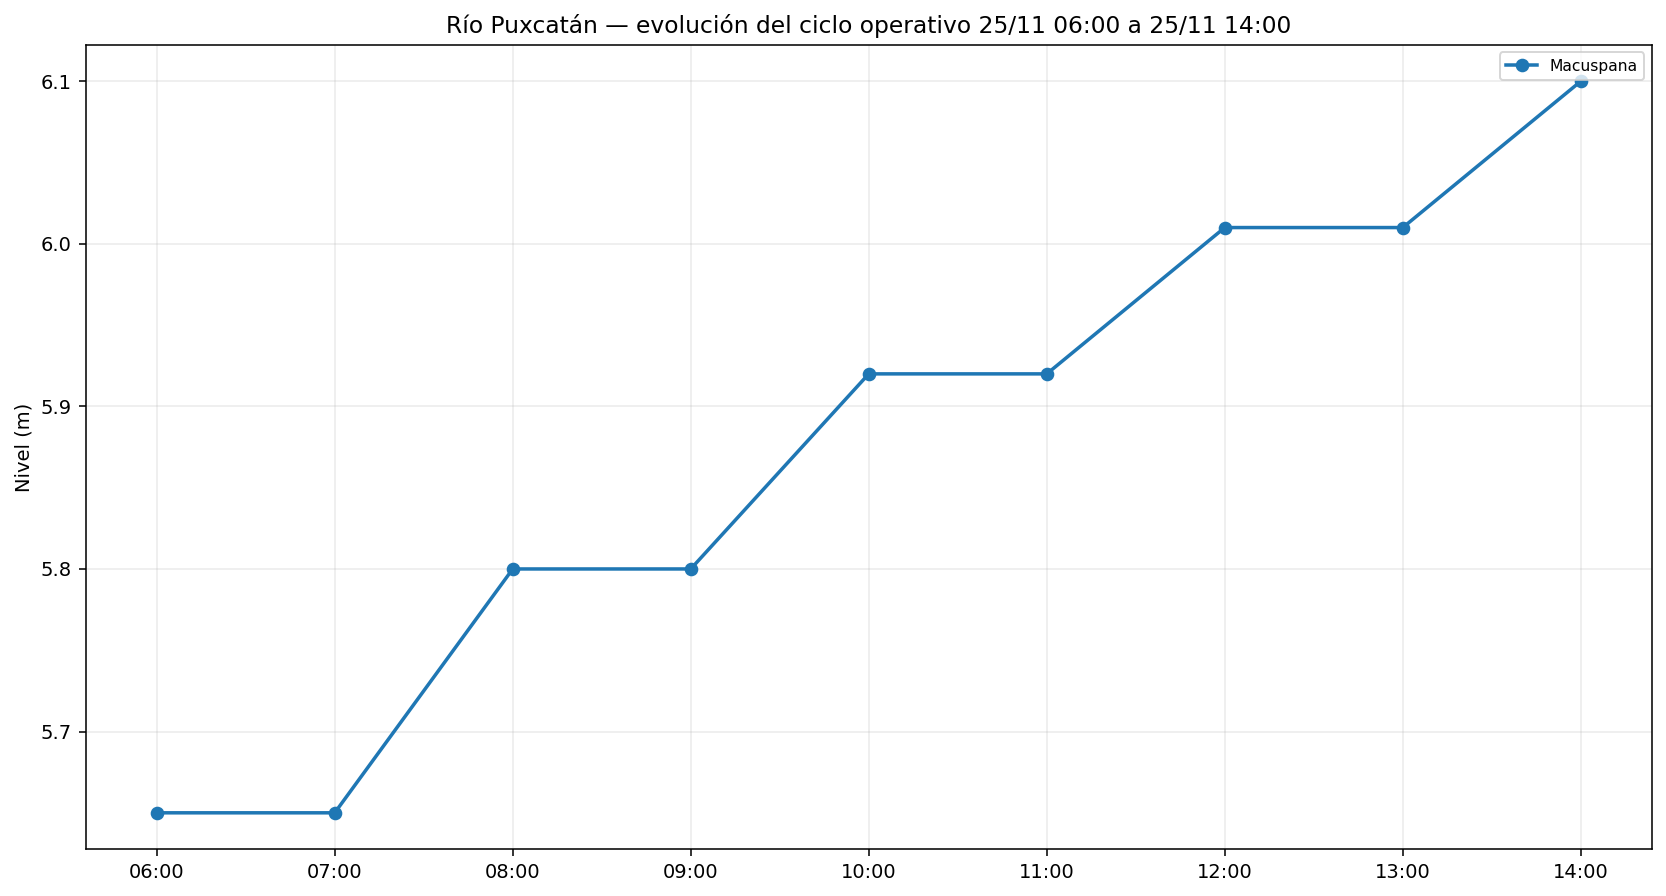 Río Puxcatán — evolución del ciclo operativo 25/11 06:00 a 25/11 14:00
Macuspana
Nivel (m)
6.1
6.0
5.9
5.8
5.7
06:00 07:00 08:00 09:00 10:00 11:00 12:00 13:00 14:00